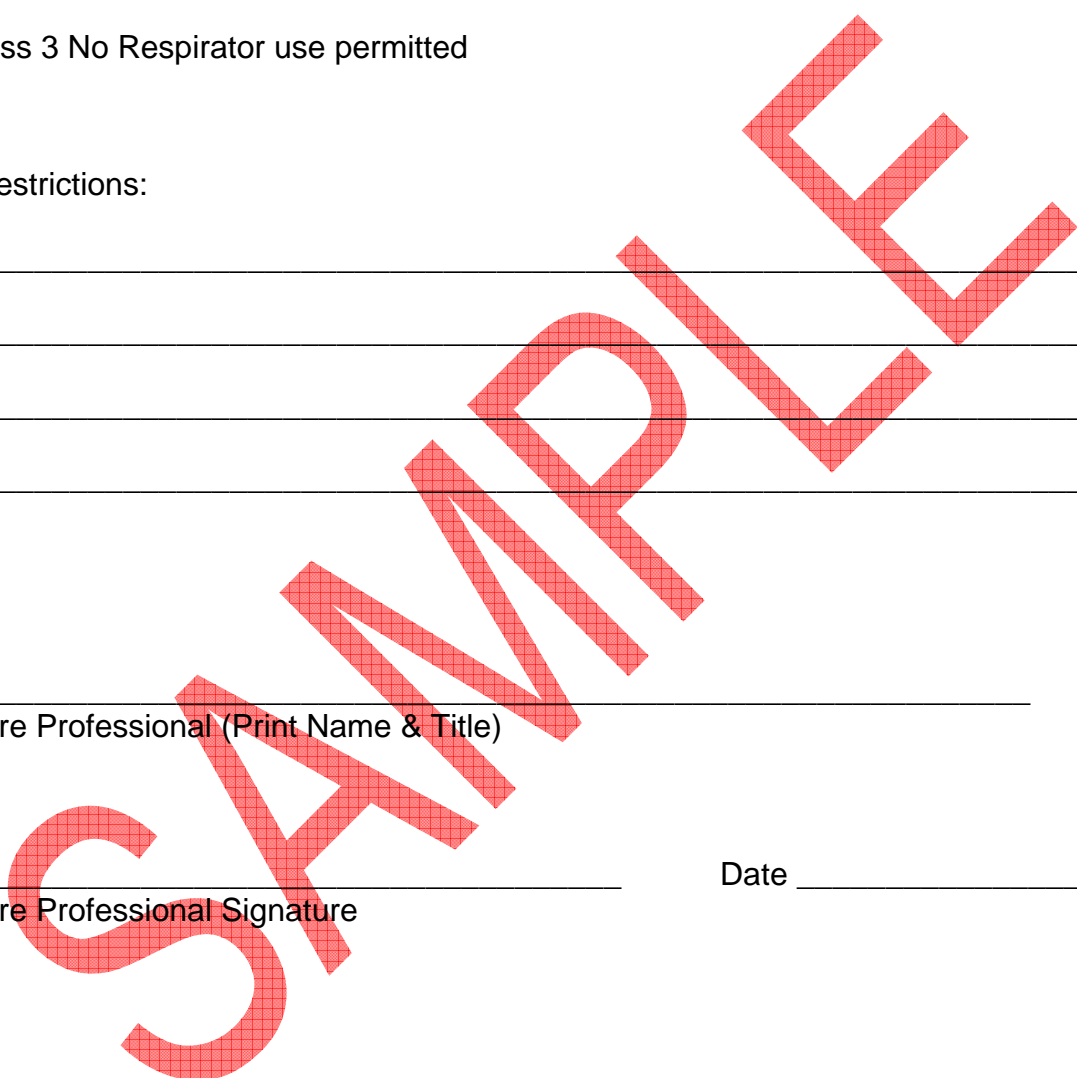 ss 3 No Respirator use permitted
estrictions:
re Professional (Print Name & Title)
Date
re Professional Signature
SAMPLE